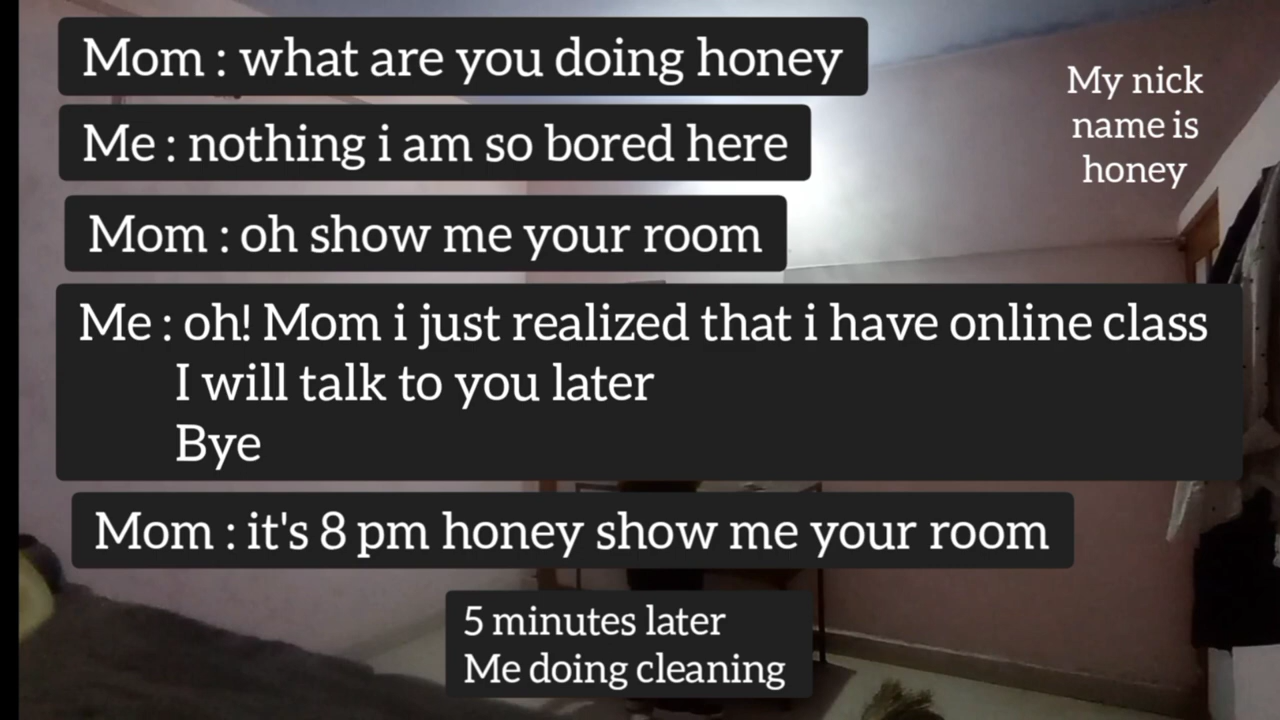 Mom : what are you doing honey
My nick
name is
honey
Me : nothing i am so bored here
Mom : oh show me your room
Me : oh! Mom i just realized that i have online class
I will talk to you later
Bye
Mom : it's 8 pm honey show me your room
5 minutes later
Me doing cleaning